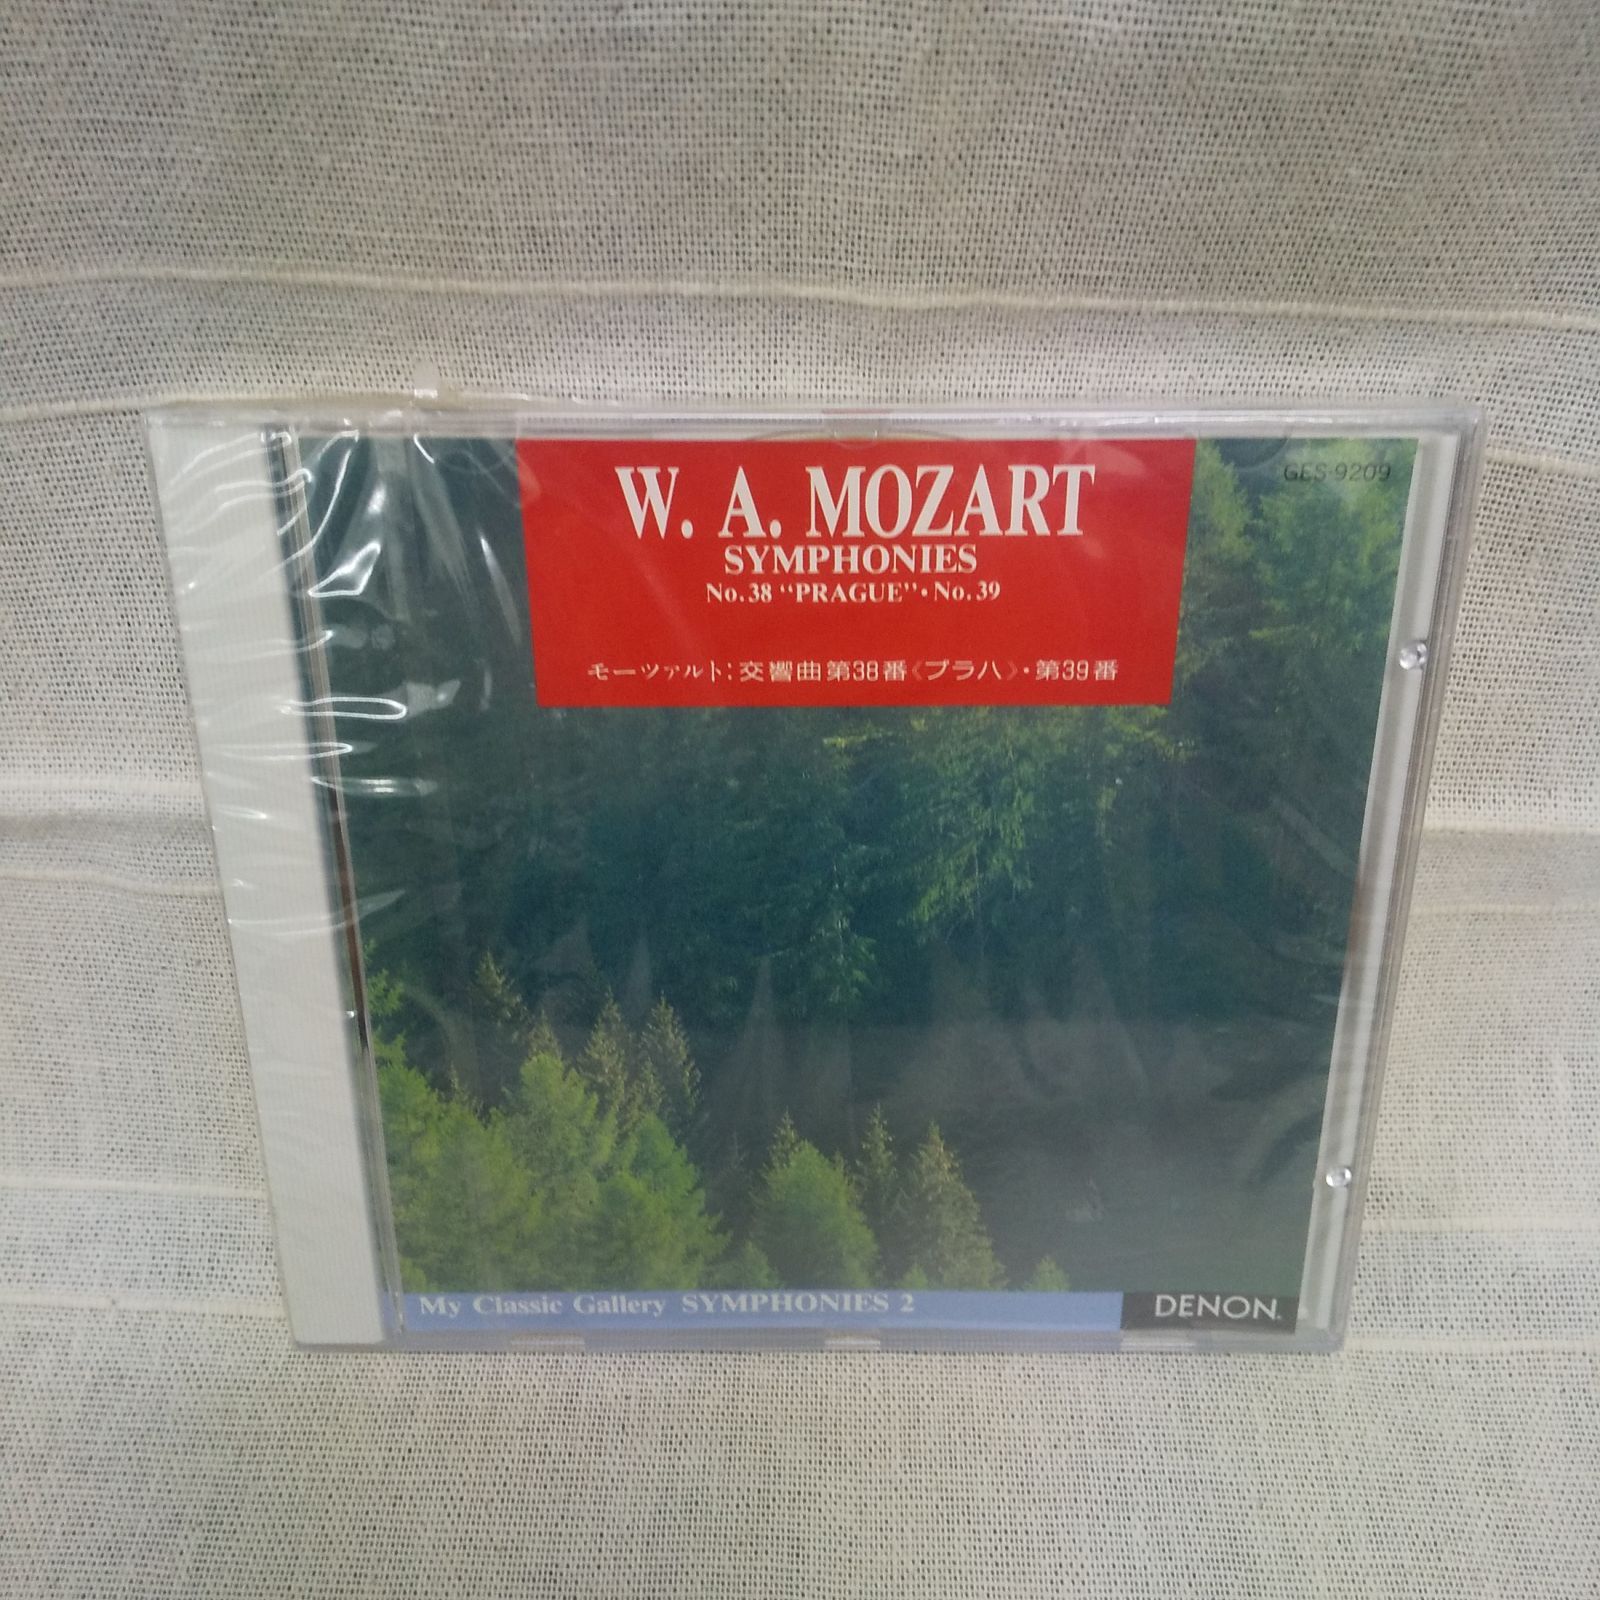 W. A. MOZART
SYMPHONIES
No.38 “PRAGUE”・No.39
モーツァルト:交響曲第38番〈プラハ〉・第39番
GES-9209
My Classic Gallery SYMPHONIES 2
DENON